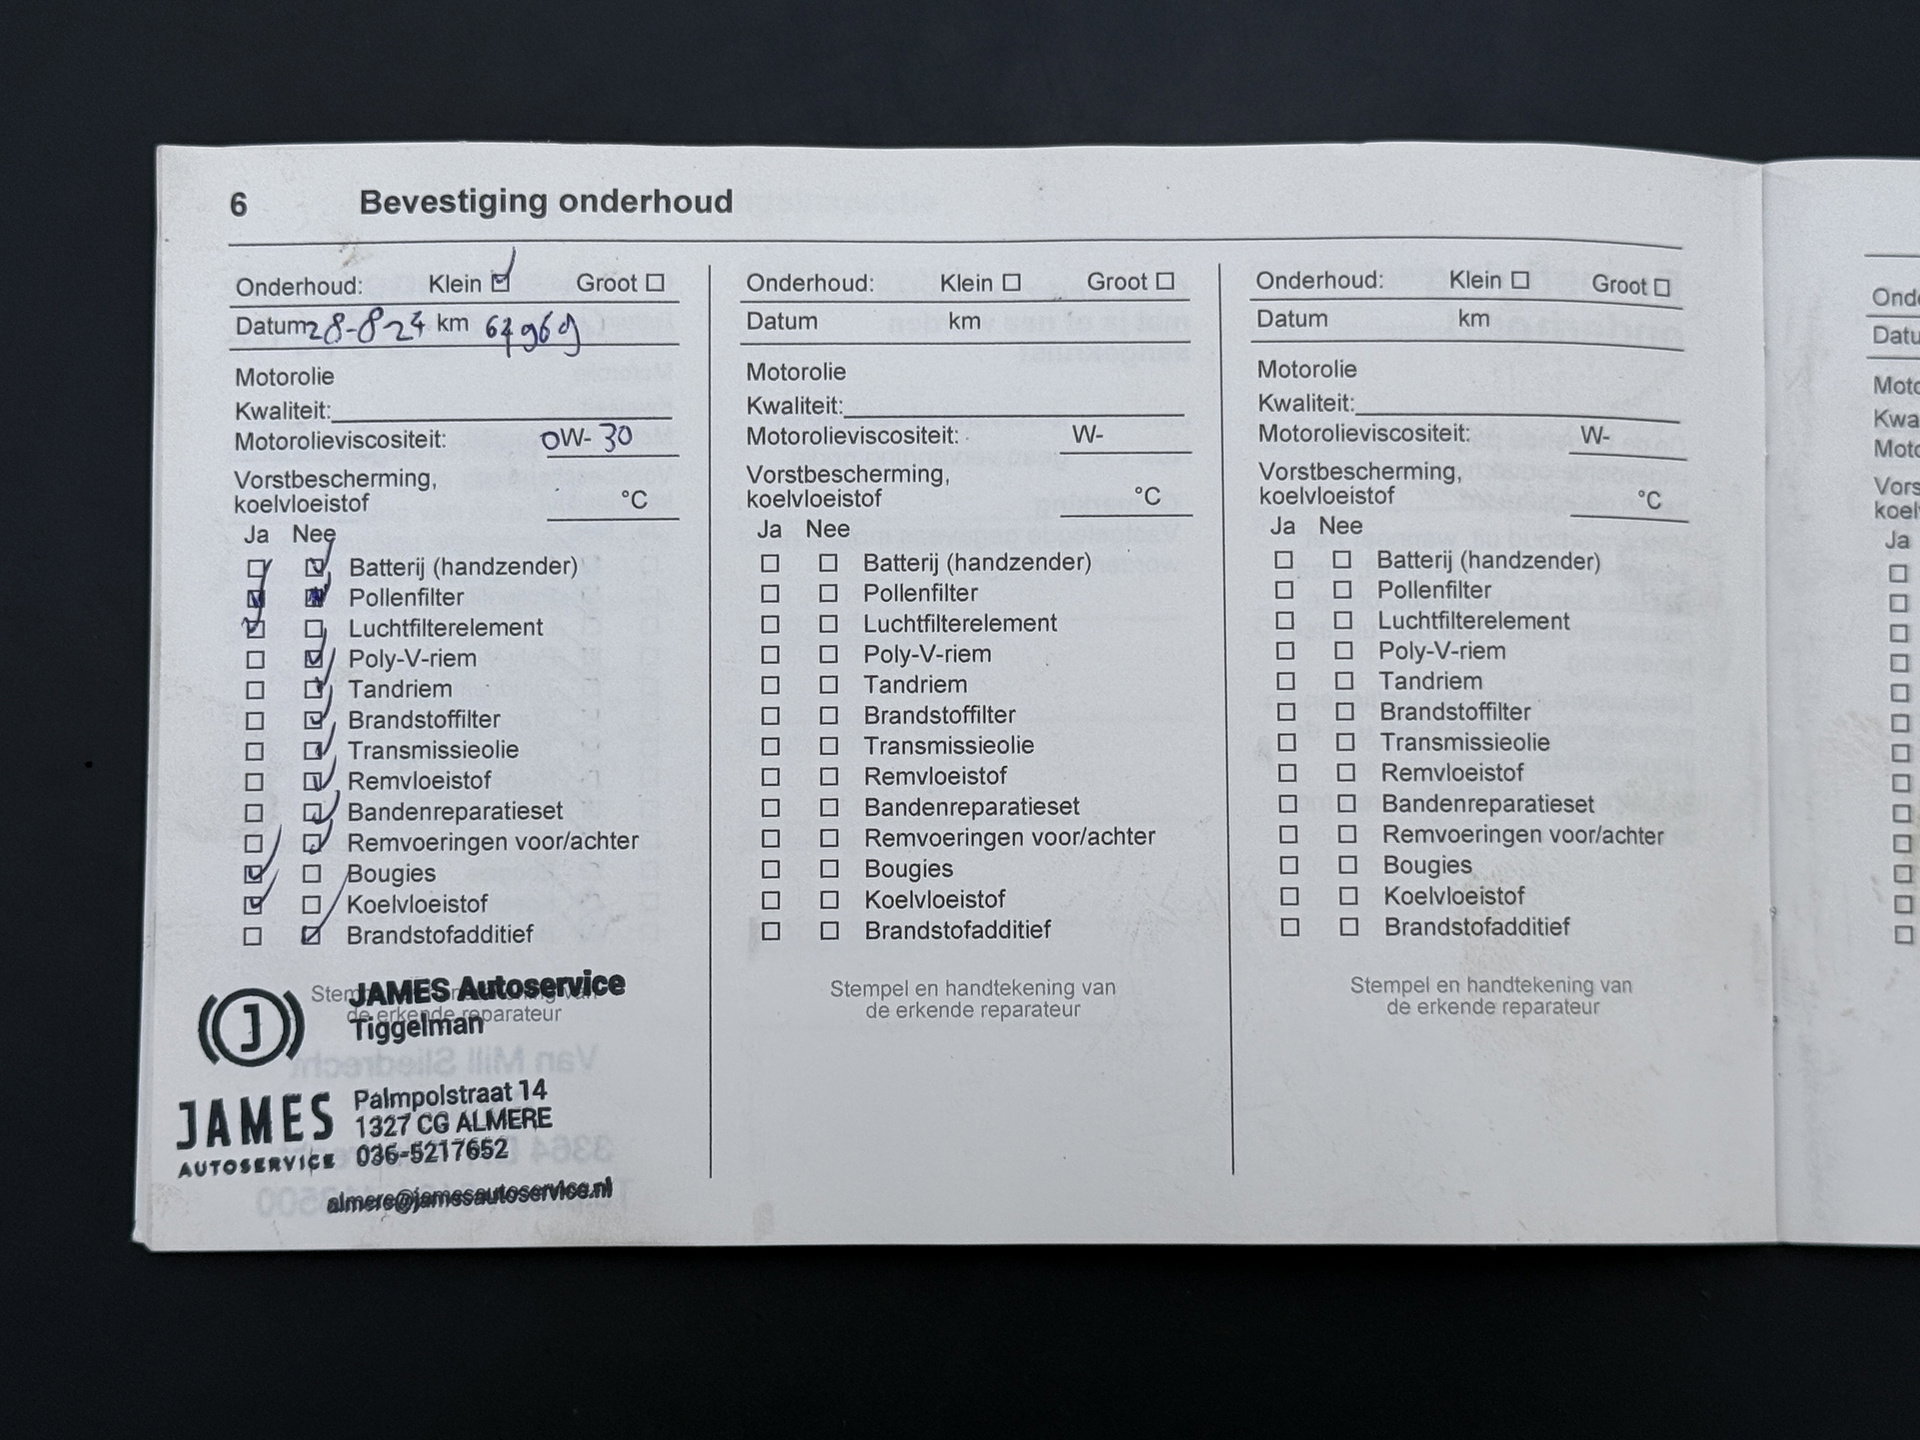 6 Bevestiging onderhoud
Onderhoud: Klein Groot
Datum 28-8 24 km 67969
Motorolie
Kwaliteit:
Motorolieviscositeit: 0W- 30
Vorstbescherming,
koelvloeistof °C
Ja Nee
Batterij (handzender)
Pollenfilter
Luchtfilterelement
Poly-V-riem
Tandriem
Brandstoffilter
Transmissieolie
Remvloeistof
Bandenreparatieset
Remvoeringen voor/achter
Bougies
Koelvloeistof
Brandstofadditief
de erkende reparateur
JAMES Autoservice
Tiggelman
J
JAMES
AUTOSERVICE
Palmpolstraat 14
1327 CG ALMERE
036-5217652
almere@jamesautoservice.nl
Onderhoud: Klein Groot
Datum km
Motorolie
Kwaliteit:
Motorolieviscositeit: W-
Vorstbescherming,
koelvloeistof °C
Ja Nee
Batterij (handzender)
Pollenfilter
Luchtfilterelement
Poly-V-riem
Tandriem
Brandstoffilter
Transmissieolie
Remvloeistof
Bandenreparatieset
Remvoeringen voor/achter
Bougies
Koelvloeistof
Brandstofadditief
Stempel en handtekening van
de erkende reparateur
Onderhoud: Klein Groot
Datum km
Motorolie
Kwaliteit:
Motorolieviscositeit: W-
Vorstbescherming,
koelvloeistof °C
Ja Nee
Batterij (handzender)
Pollenfilter
Luchtfilterelement
Poly-V-riem
Tandriem
Brandstoffilter
Transmissieolie
Remvloeistof
Bandenreparatieset
Remvoeringen voor/achter
Bougies
Koelvloeistof
Brandstofadditief
Stempel en handtekening van
de erkende reparateur
Ja